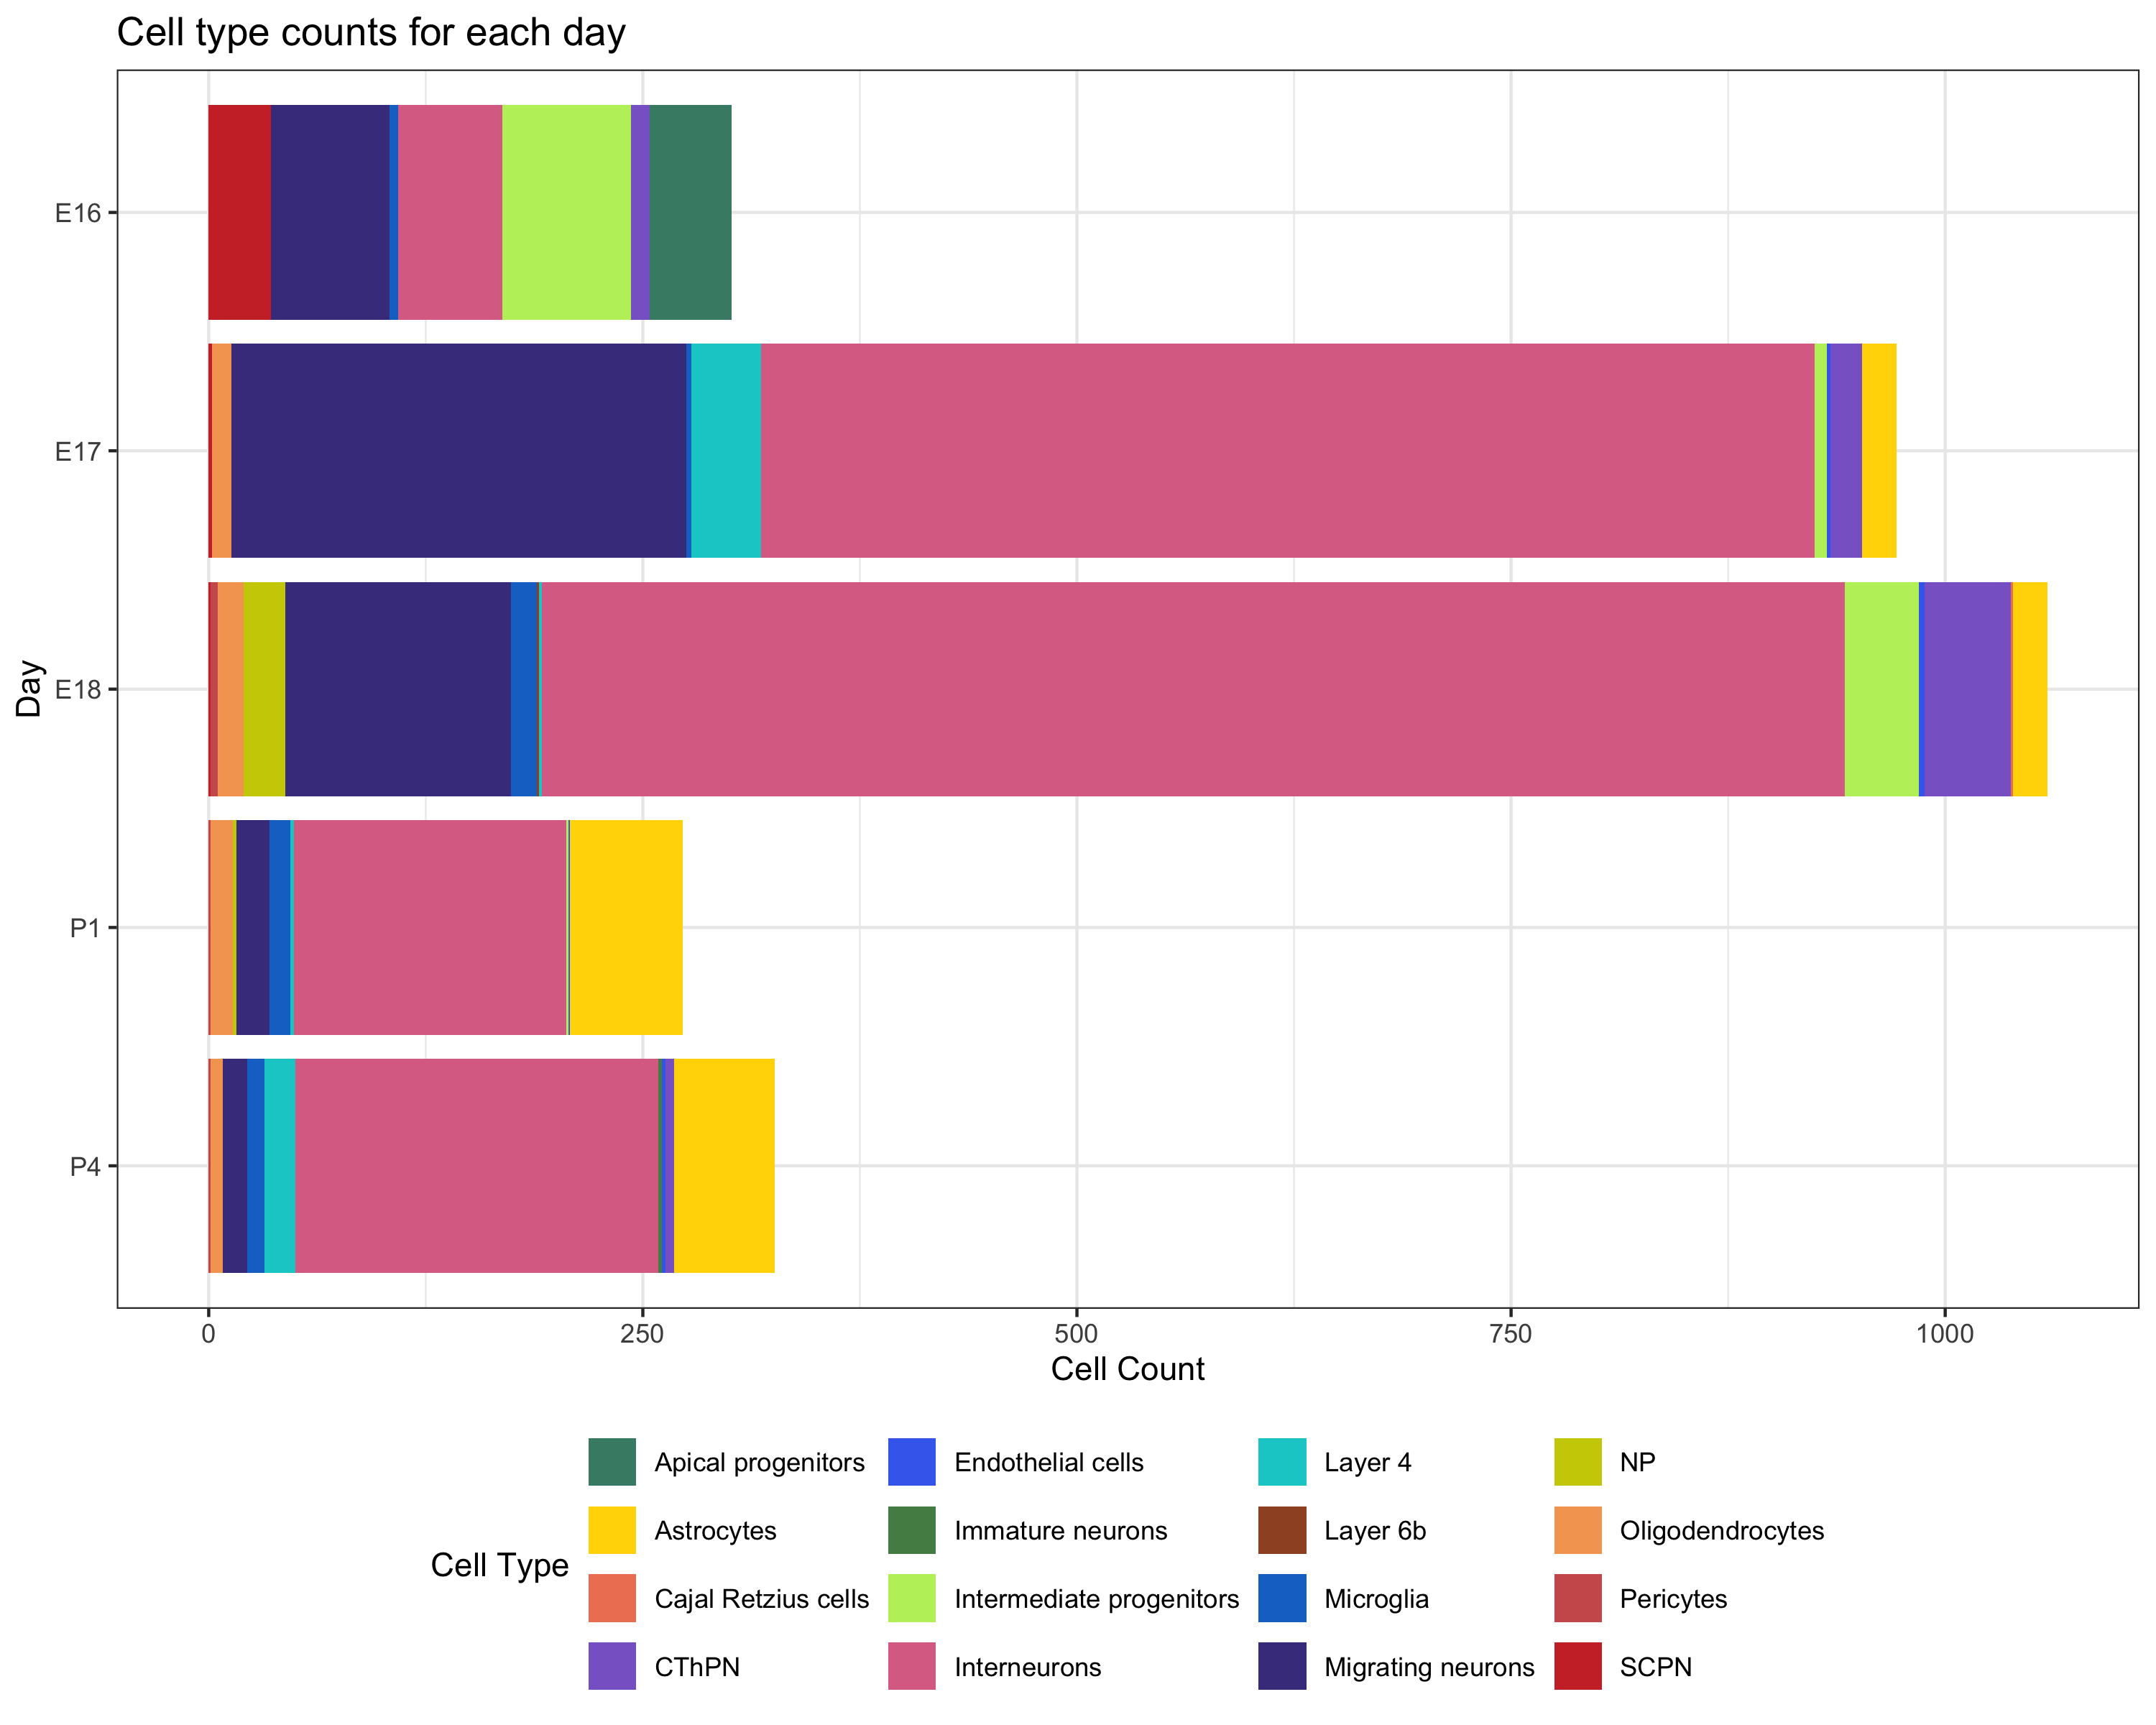 Cell type counts for each day
E16
E17
E18
P1
P4
Day
0 250 500 750 1000
Cell Count
Cell Type
Apical progenitors
Astrocytes
Cajal Retzius cells
CThPN
Endothelial cells
Immature neurons
Intermediate progenitors
Interneurons
Layer 4
Layer 6b
Microglia
Migrating neurons
NP
Oligodendrocytes
Pericytes
SCPN